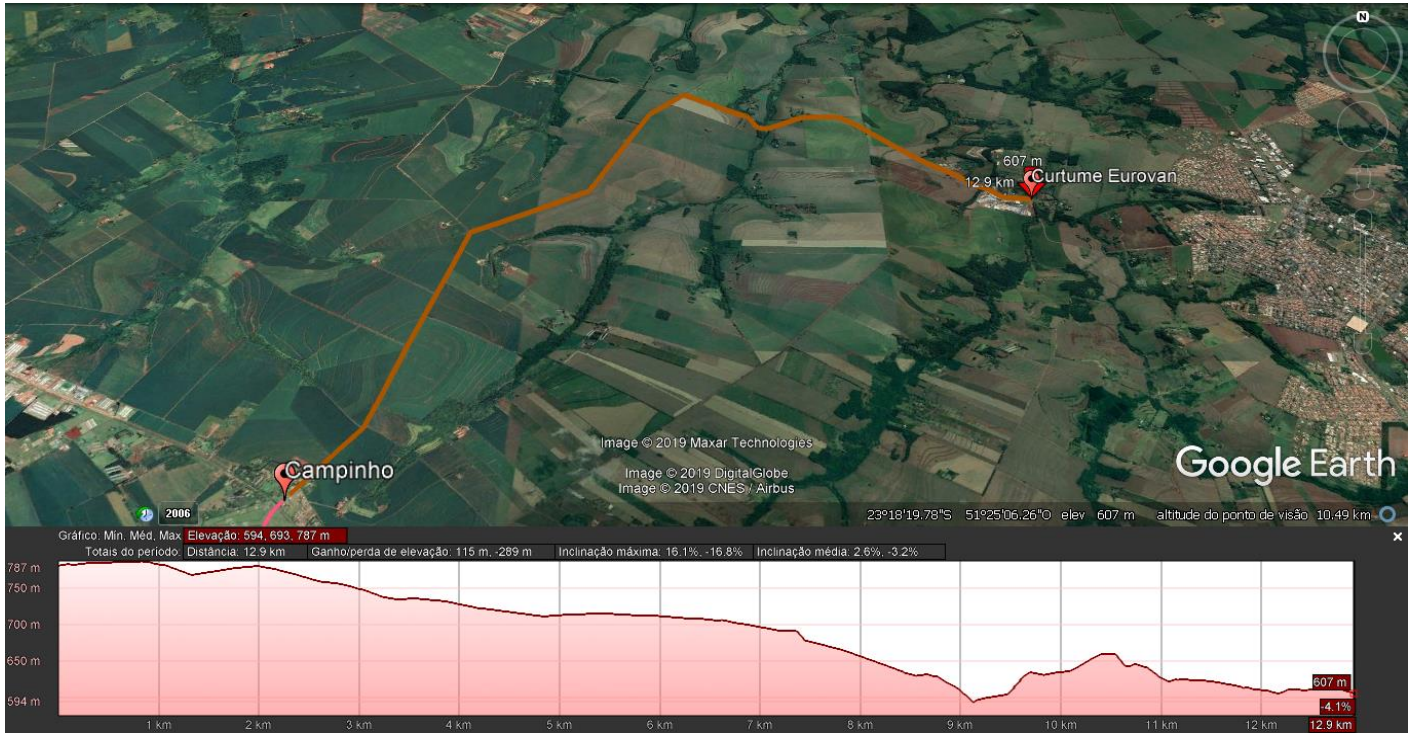 N
607 m
12.9 km
Curtume Eurovan
Campinho
Image © 2019 Maxar Technologies
Image © 2019 DigitalGlobe
Image © 2019 CNES / Airbus
Google Earth
2006
23°18'19.78"S 51°25'06.26"O elev 607 m altitude do ponto de visão 10.49 km
Gráfico: Mín, Méd, Máx Elevação: 594, 693, 787 m
Totais do período: Distância: 12.9 km Ganho/perda de elevação: 115 m, -289 m Inclinação máxima: 16.1%, -16.8% Inclinação média: 2.6%, -3.2%
787 m
750 m
700 m
650 m
594 m
607 m
-4.1%
1 km 2 km 3 km 4 km 5 km 6 km 7 km 8 km 9 km 10 km 11 km 12 km 12.9 km